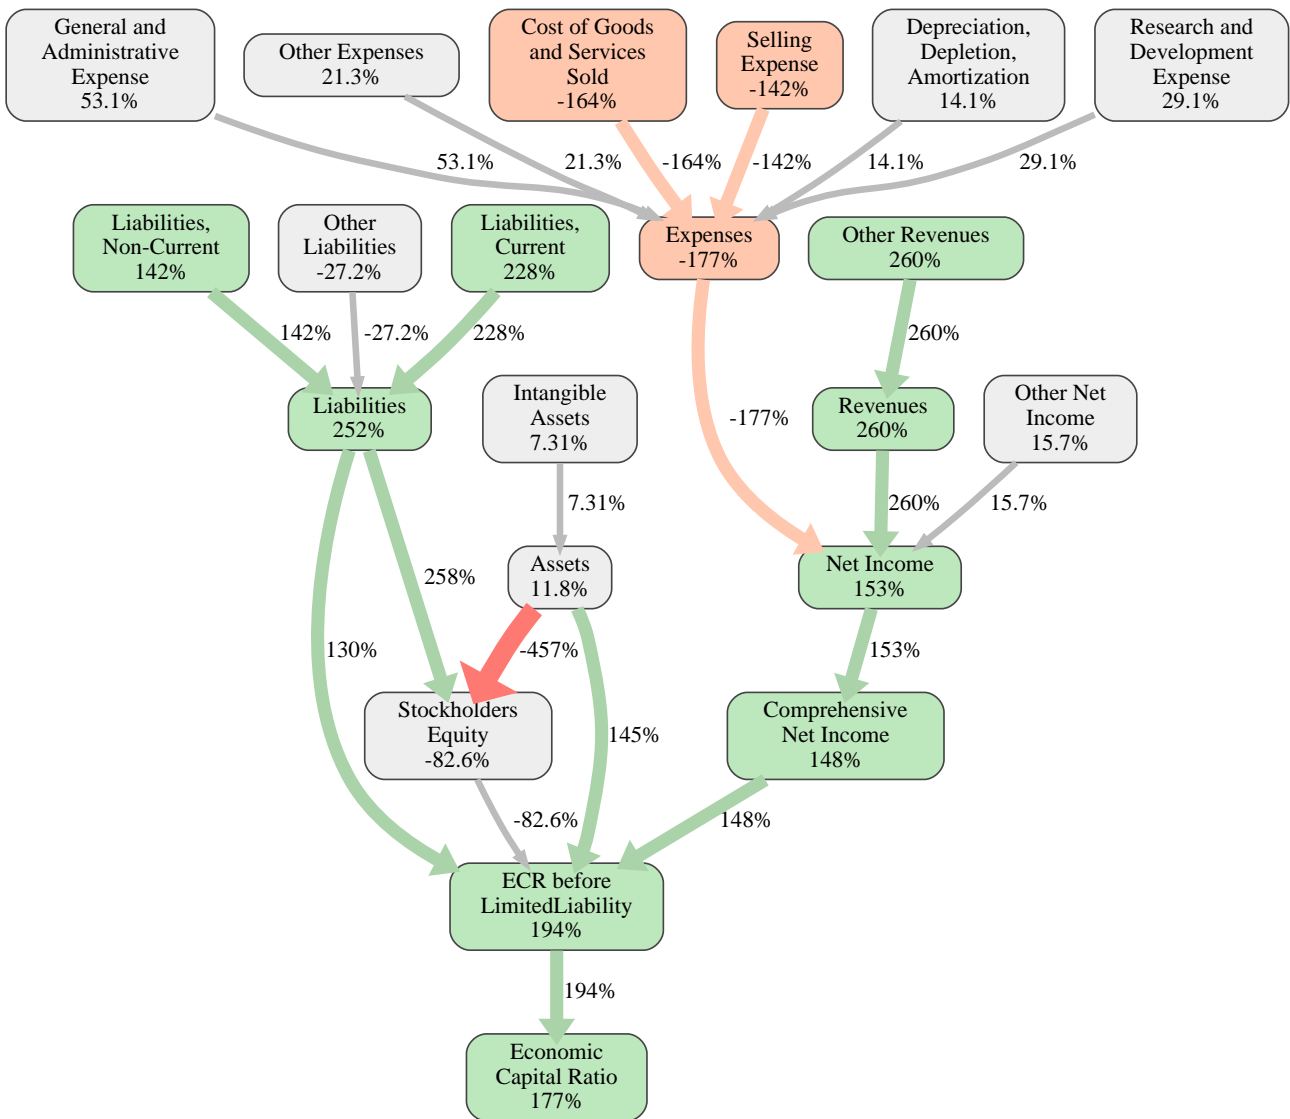 General and
Administrative
Expense
53.1%
Other Expenses
21.3%
Cost of Goods
and Services
Sold
-164%
Selling
Expense
-142%
Depreciation,
Depletion,
Amortization
14.1%
Research and
Development
Expense
29.1%
53.1%
21.3%
-164%
-142%
14.1%
29.1%
Liabilities,
Non-Current
142%
Other
Liabilities
-27.2%
Liabilities,
Current
228%
Expenses
-177%
Other Revenues
260%
142%
-27.2%
228%
260%
Liabilities
252%
Intangible
Assets
7.31%
-177%
Revenues
260%
Other Net
Income
15.7%
7.31%
260%
15.7%
258%
Assets
11.8%
Net Income
153%
130%
-457%
153%
Stockholders
Equity
-82.6%
145%
Comprehensive
Net Income
148%
-82.6%
148%
ECR before
LimitedLiability
194%
194%
Economic
Capital Ratio
177%